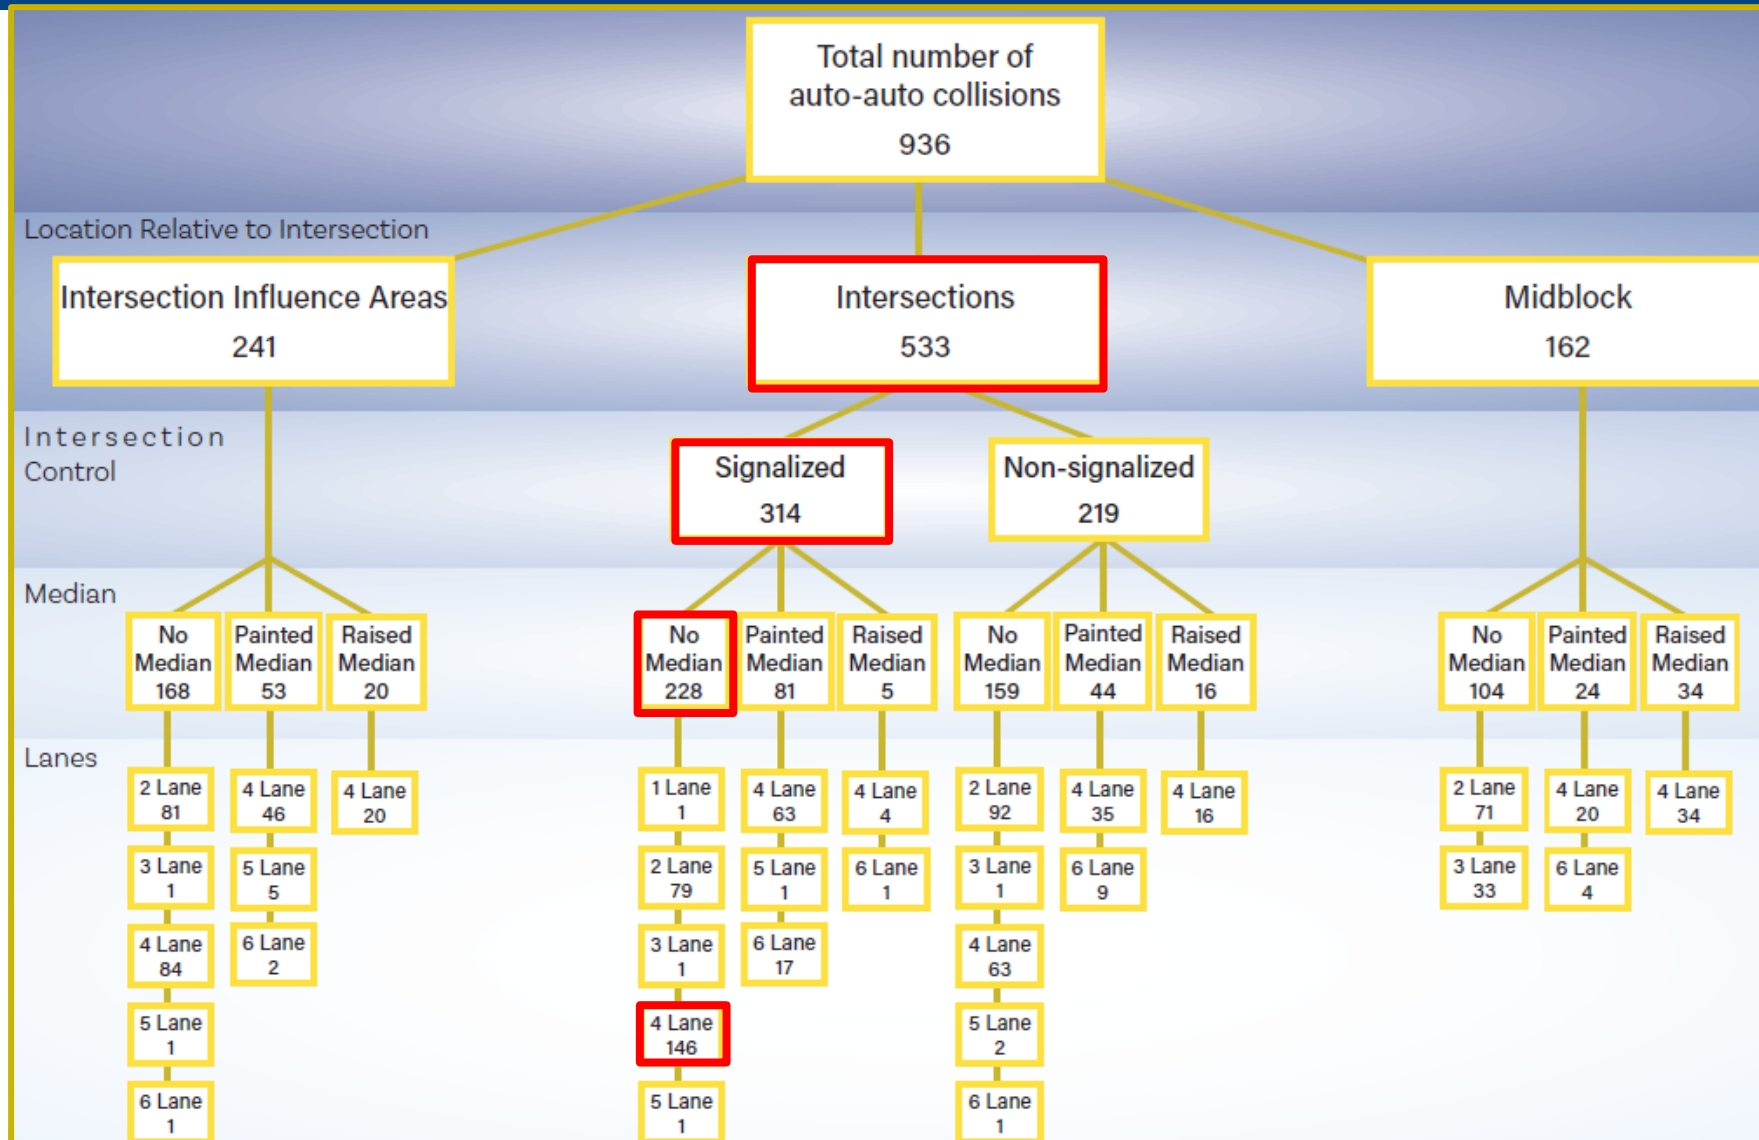 Total number of
auto-auto collisions
936
Location Relative to Intersection
Intersection Influence Areas
241
Intersections
533
Midblock
162
Intersection
Control
Signalized
314
Non-signalized
219
Median
No
Median
168
Painted
Median
53
Raised
Median
20
No
Median
228
Painted
Median
81
Raised
Median
5
No
Median
159
Painted
Median
44
Raised
Median
16
No
Median
104
Painted
Median
24
Raised
Median
34
Lanes
2 Lane
81
3 Lane
1
4 Lane
84
5 Lane
1
6 Lane
1
4 Lane
46
5 Lane
5
6 Lane
2
4 Lane
20
1 Lane
1
2 Lane
79
3 Lane
1
4 Lane
146
5 Lane
1
4 Lane
63
5 Lane
1
6 Lane
17
4 Lane
4
6 Lane
1
2 Lane
92
3 Lane
1
4 Lane
63
5 Lane
2
6 Lane
1
4 Lane
35
6 Lane
9
4 Lane
16
2 Lane
71
3 Lane
33
4 Lane
20
6 Lane
4
4 Lane
34